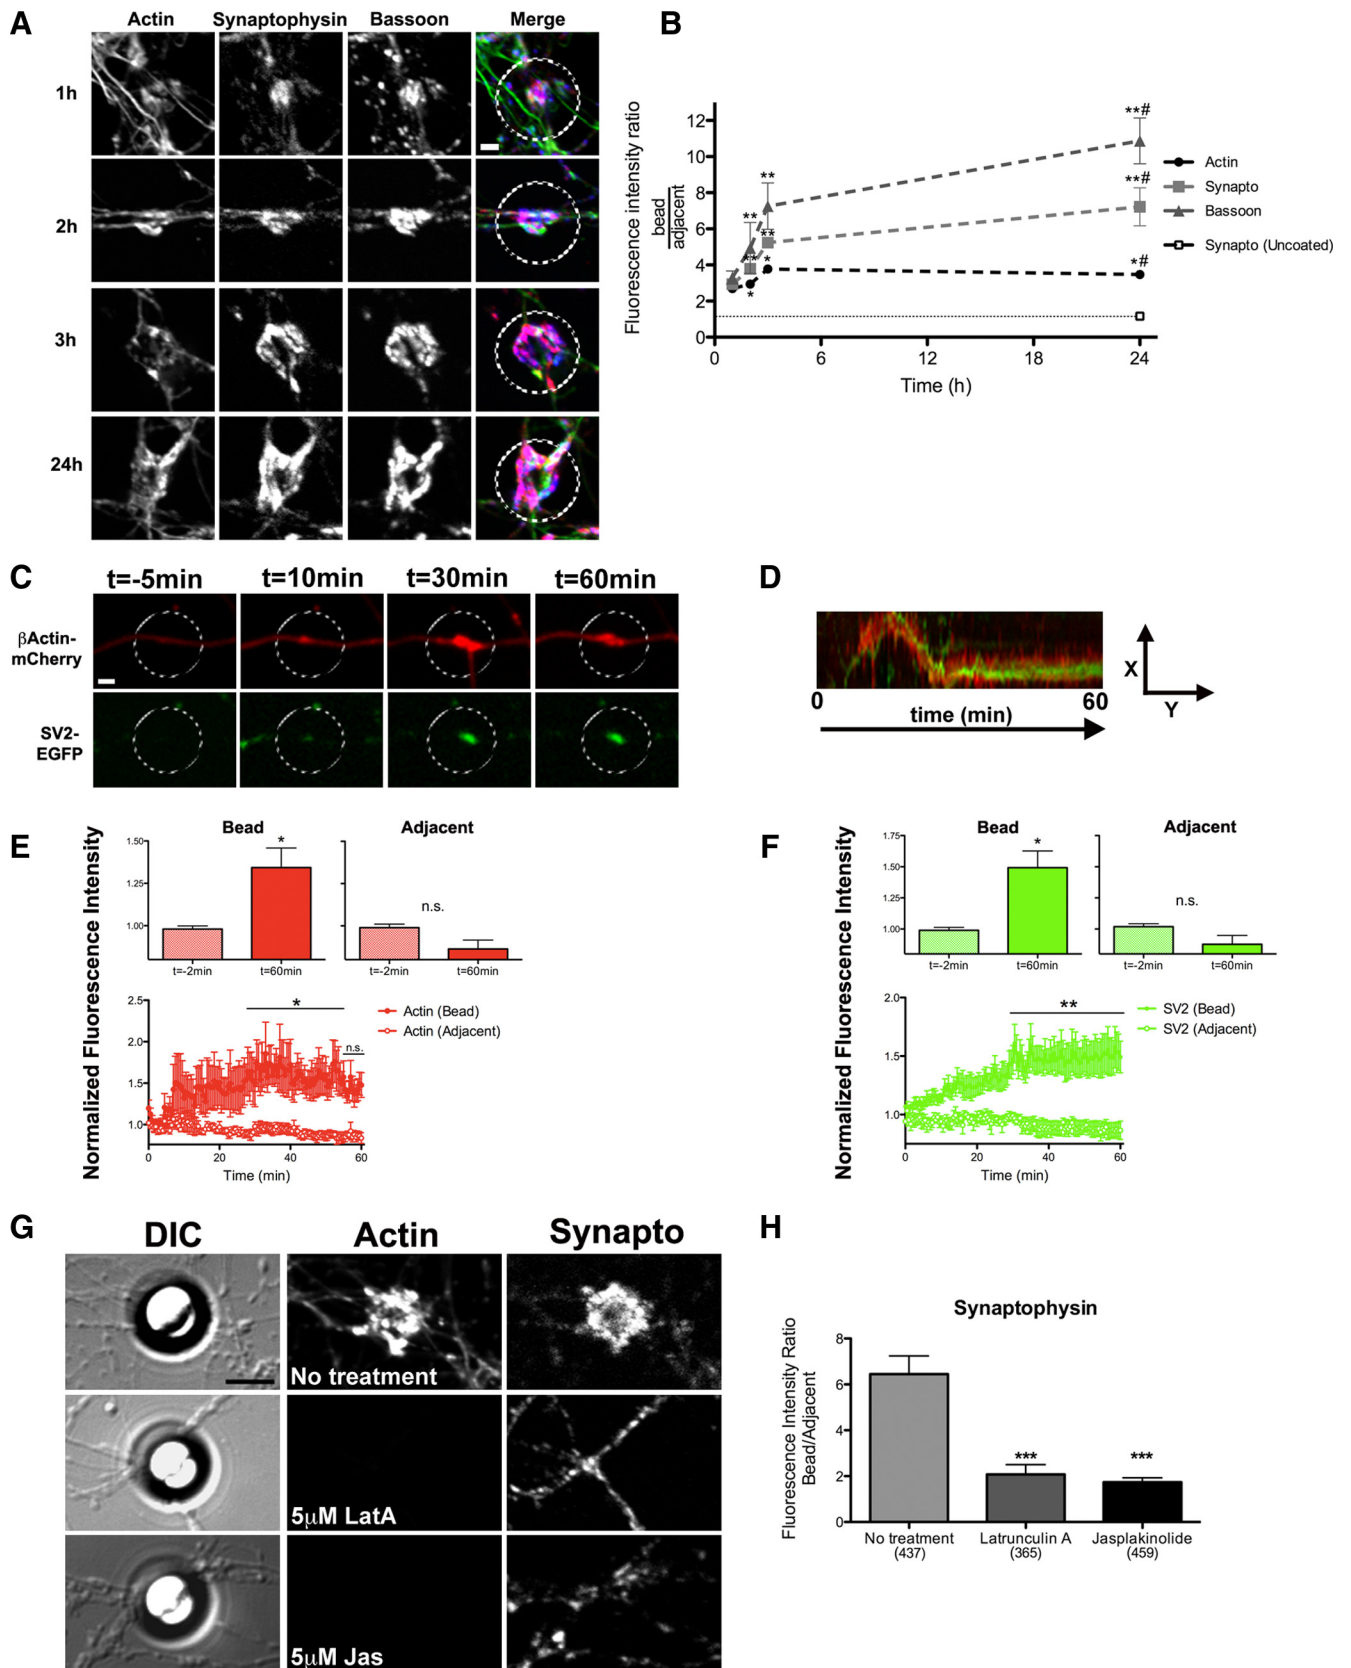 A
Actin Synaptophysin Bassoon Merge
1h
2h
3h
24h
B
Fluorescence intensity ratio
bead
adjacent
12
10
8
6
4
2
0
0 6 12 18 24
Time (h)
**
**
**
**
*
*
**#
**#
*#
Actin
Synapto
Bassoon
Synapto (Uncoated)
C
t=-5min t=10min t=30min t=60min
βActin-
mCherry
SV2-
EGFP
D
0 60
time (min)
X
Y
E
Normalized Fluorescence Intensity
Bead Adjacent
1.50
1.25
1.00
*
n.s.
t=-2min t=60min t=-2min t=60min
2.5
2.0
1.5
1.0
*
n.s.
Actin (Bead)
Actin (Adjacent)
0 20 40 60
Time (min)
F
Normalized Fluorescence Intensity
Bead Adjacent
1.75
1.50
1.25
1.00
*
n.s.
t=-2min t=60min t=-2min t=60min
2.0
1.5
1.0
**
SV2 (Bead)
SV2 (Adjacent)
0 20 40 60
Time (min)
G
DIC Actin Synapto
No treatment
5μM LatA
5μM Jas
H
Synaptophysin
Fluorescence Intensity Ratio
Bead/Adjacent
8
6
4
2
0
***
***
No treatment Latrunculin A Jasplakinolide
(437) (365) (459)